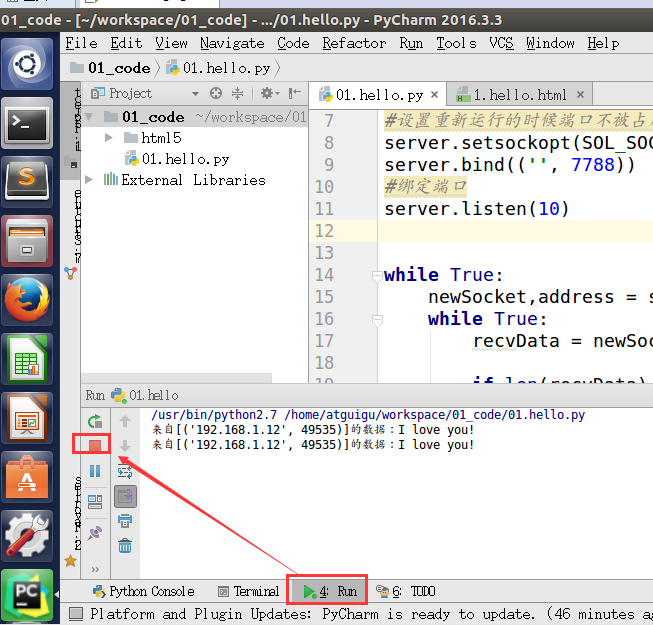 01_code - [~/workspace/01_code] - .../01.hello.py - PyCharm 2016.3.3
File Edit View Navigate Code Refactor Run Tools VCS Window Help
01_code 01.hello.py
Project
01.hello.py × 1.hello.html ×
01_code ~/workspace/01
html5
01.hello.py
External Libraries
7 #设置重新运行的时候端口不被占
8 server.setsockopt(SOL_SOC
9 server.bind(('', 7788))
10 #绑定端口
11 server.listen(10)
12
13
14 while True:
15 newSocket,address = s
16 while True:
17 recvData = newSoc
18
19 if len(recvData)
Run 01.hello
/usr/bin/python2.7 /home/atguigu/workspace/01_code/01.hello.py
来自[('192.168.1.12', 49535)]的数据：I love you!
来自[('192.168.1.12', 49535)]的数据：I love you!
Python Console Terminal 4: Run 6: TODO
Platform and Plugin Updates: PyCharm is ready to update. (46 minutes ag